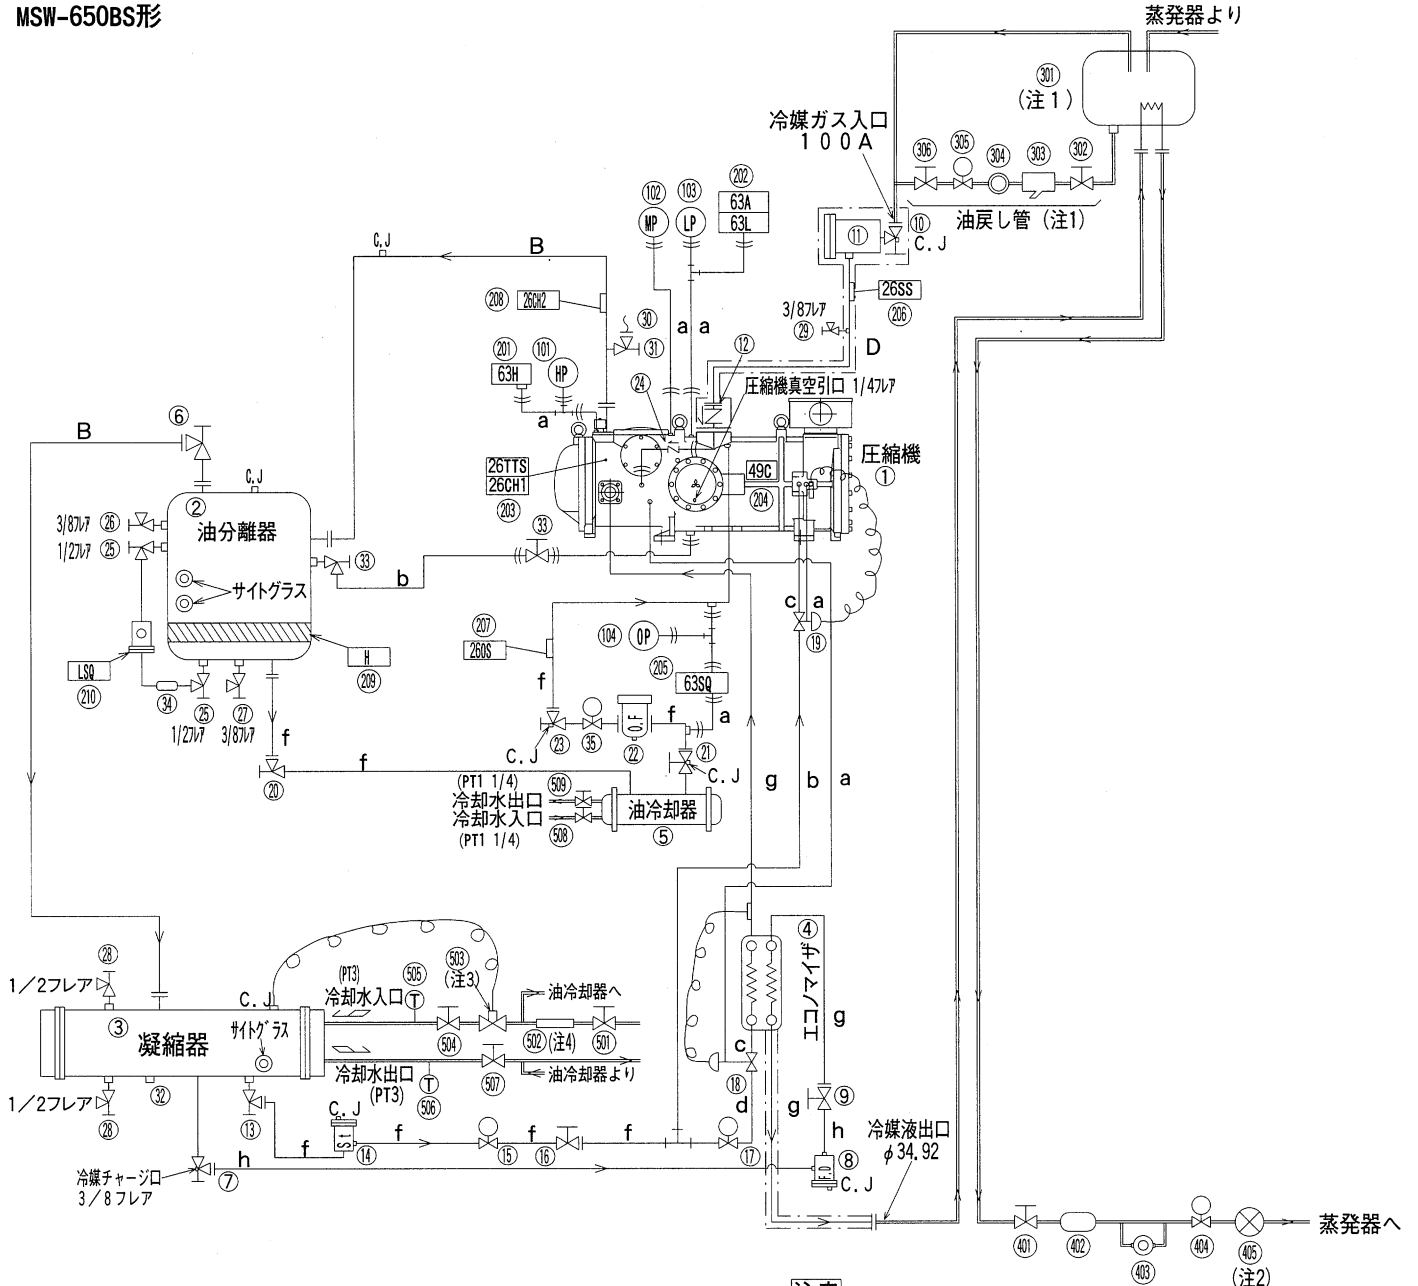 MSW-650BS形
蒸発器より
301
(注1)
冷媒ガス入口
100A
306
305
304
303
302
油戻し管(注1)
10
C.J
11
102
103
202
MP
LP
63A
63L
26SS
206
3/8フレア
29
D
C.J
B
208
26CH2
30
31
a
a
12
圧縮機真空引口 1/4フレア
201
101
63H
HP
a
24
6
B
26TTS
26CH1
203
49C
204
圧縮機
1
C.J
2
油分離器
3/8フレア
26
1/2フレア
25
サイトグラス
33
b
33
c
a
19
207
26OS
104
OP
205
63SQ
LSQ
210
H
209
34
25
27
1/2フレア
3/8フレア
f
f
20
f
O.F
f
a
23
35
22
21
C.J
C.J
g
b
a
(PT1 1/4)
509
冷却水出口
冷却水入口
(PT1 1/4)
508
油冷却器
5
4
エコノマイザ
g
28
1/2フレア
C.J
3
凝縮器
サイトグラス
(PT3)
冷却水入口
505
T
503
(注3)
油冷却器へ
504
502
(注4)
501
冷却水出口
(PT3)
T
506
507
油冷却器より
c
18
d
g
9
h
1/2フレア
28
32
13
f
C.J
St
14
f
15
f
16
f
17
冷媒液出口
φ34.92
8
C.J
冷媒チャージ口
3/8フレア
7
h
401
402
403
404
405
(注2)
蒸発器へ